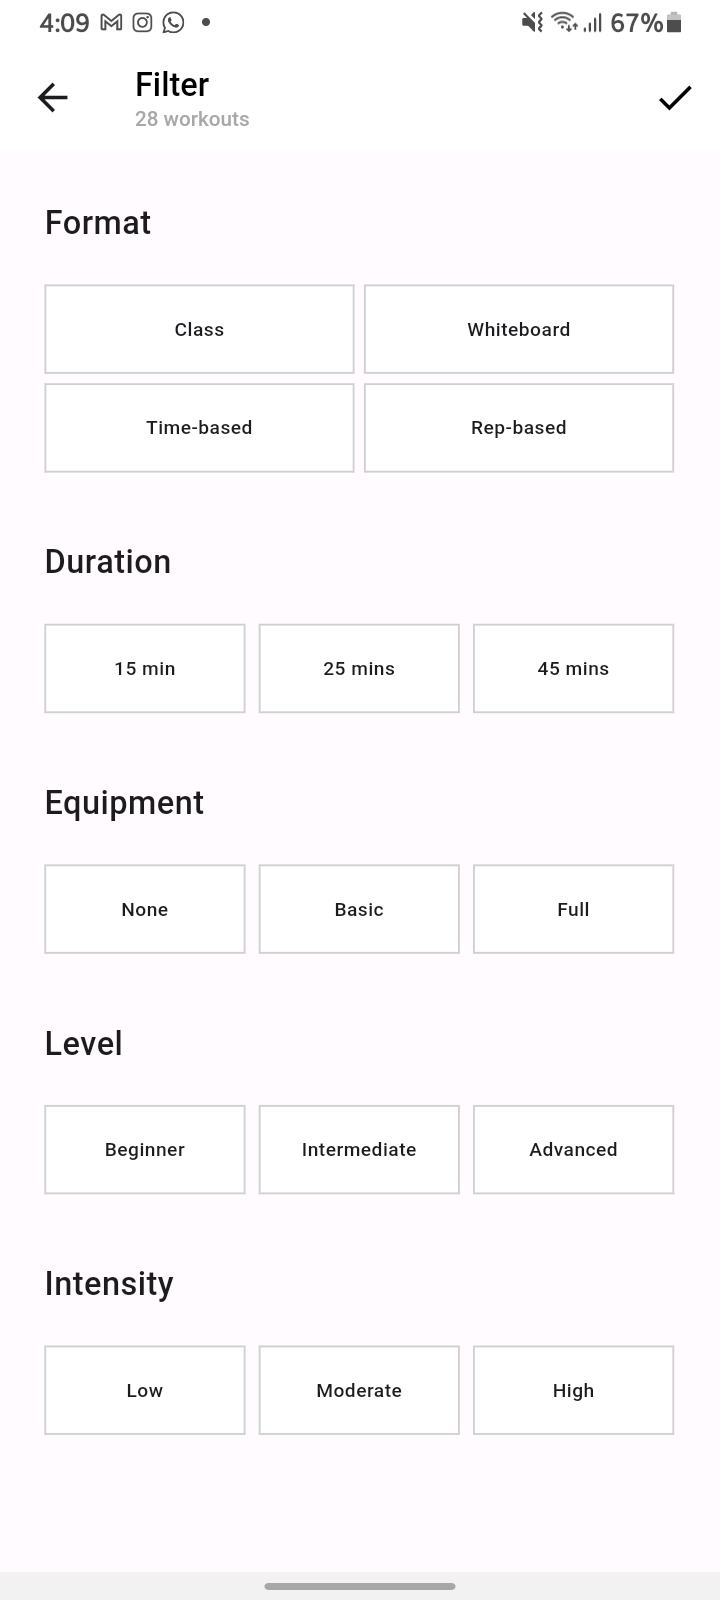 4:09 67%
Filter
28 workouts
Format
Class Whiteboard
Time-based Rep-based
Duration
15 min 25 mins 45 mins
Equipment
None Basic Full
Level
Beginner Intermediate Advanced
Intensity
Low Moderate High